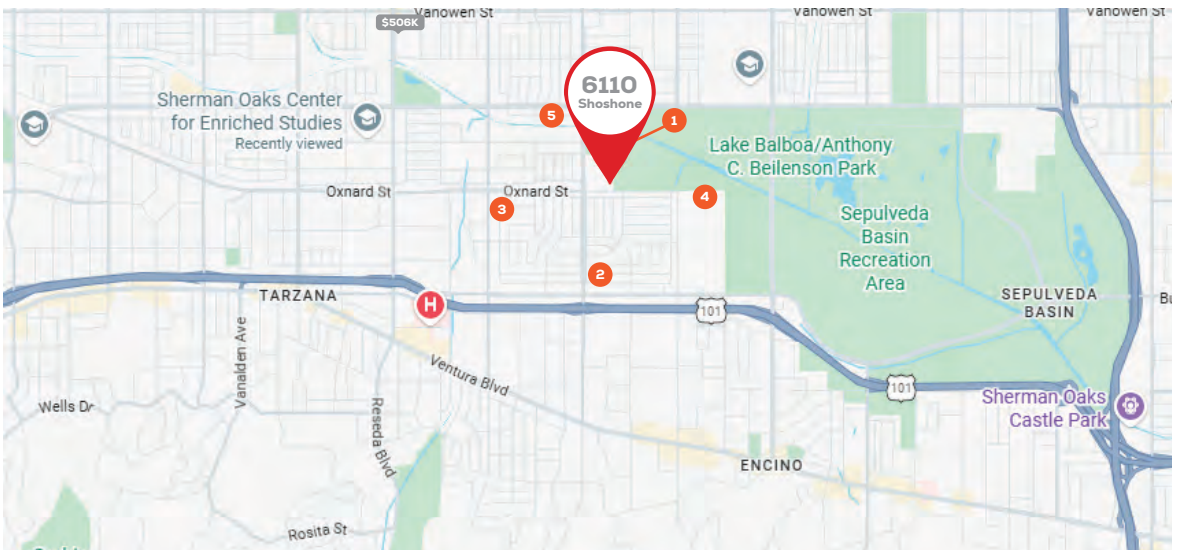 Vanowen St
Vanowen St
Vanowen St
$506K
6110
Shoshone
Sherman Oaks Center
for Enriched Studies
Recently viewed
5
1
Lake Balboa/Anthony
C. Beilenson Park
Oxnard St
Oxnard St
4
3
Sepulveda
Basin
Recreation
Area
2
TARZANA
H
101
SEPULVEDA
BASIN
Bu
Vanalden Ave
Ventura Blvd
101
Sherman Oaks
Castle Park
Wells Dr
Reseda Blvd
ENCINO
Rosita St